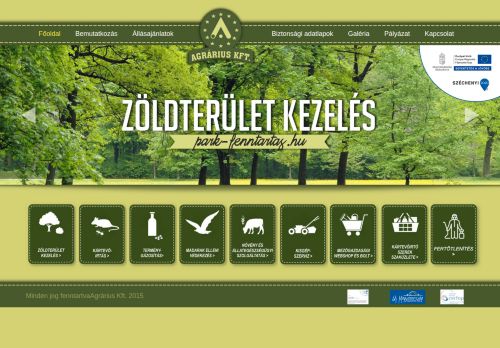 Főoldal Bemutatkozás Állásajánlatok Biztonsági adatlapok Galéria Pályázat Kapcsolat
AGRÁRIUS KFT.
SZÉCHENYI 2020
ZÖLDTERÜLET KEZELÉS
park-fenntartas.hu
ZÖLDTERÜLET KEZELÉS >
KÁRTEVŐ-IRTÁS >
TERMÉNY-GÁZOSÍTÁS >
MADARAK ELLENI VÉDEKEZÉS >
NÖVÉNY ÉS ÁLLATEGÉSZSÉGÜGYI SZOLGÁLTATÁS >
KISGÉP-SZERVIZ >
MEZŐGAZDASÁGI WEBSHOP ÉS BOLT >
KÁRTEVŐIRTÓ SZEREK SZAKÜZLETE >
FERTŐTLENÍTÉS >
Minden jog fenntartvaAgrárius Kft. 2015